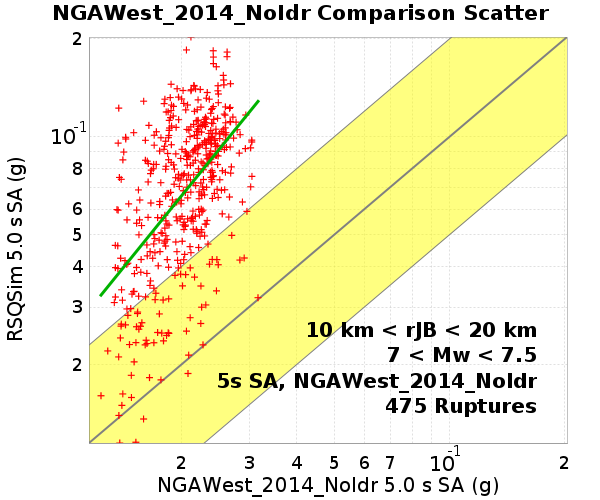 NGAWest_2014_NoIdr Comparison Scatter
2
10-1
8
6
5
4
3
2
RSQSim 5.0 s SA (g)
10 km < rJB < 20 km
7 < Mw < 7.5
5s SA, NGAWest_2014_NoIdr
475 Ruptures
2 3 4 5 6 7 10-1 2
NGAWest_2014_NoIdr 5.0 s SA (g)